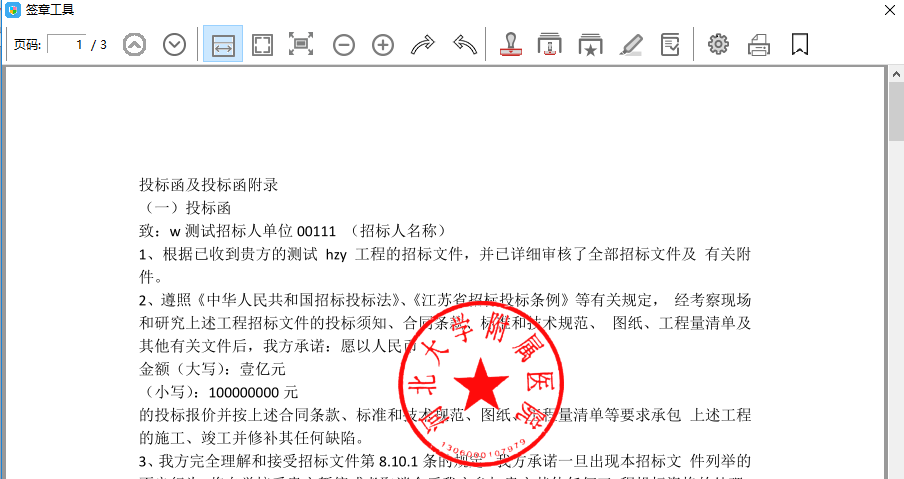 签章工具
页码: 1 / 3
投标函及投标函附录
（一）投标函
致：w 测试招标人单位 00111 （招标人名称）
1、根据已收到贵方的测试 hzy 工程的招标文件，并已详细审核了全部招标文件及 有关附
件。
2、遵照《中华人民共和国招标投标法》、《江苏省招标投标条例》等有关规定， 经考察现场
和研究上述工程招标文件的投标须知、合同条款、标准和技术规范、 图纸、工程量清单及
其他有关文件后，我方承诺：愿以人民币
金额（大写）：壹亿元
（小写）：100000000 元
的投标报价并按上述合同条款、标准和技术规范、图纸、工程量清单等要求承包 上述工程
的施工、竣工并修补其任何缺陷。
3、我方完全理解和接受招标文件第 8.10.1 条的规定，我方承诺一旦出现本招标文 件列举的
河北大学附属医院
1306000107979